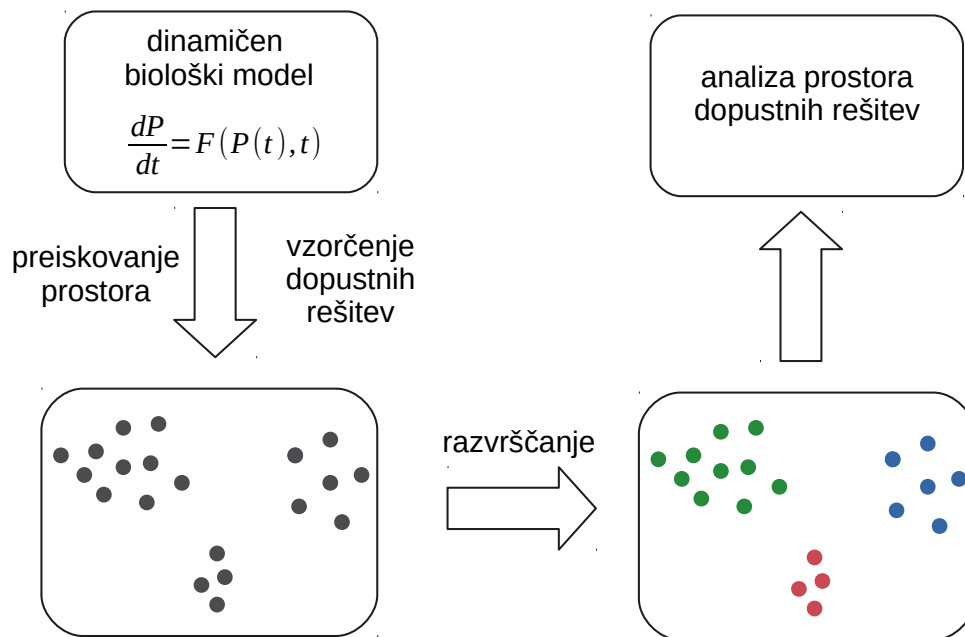 dinamičen
biološki model
dP/dt = F(P(t),t)
preiskovanje
prostora
vzorčenje
dopustnih
rešitev
razvrščanje
analiza prostora
dopustnih rešitev